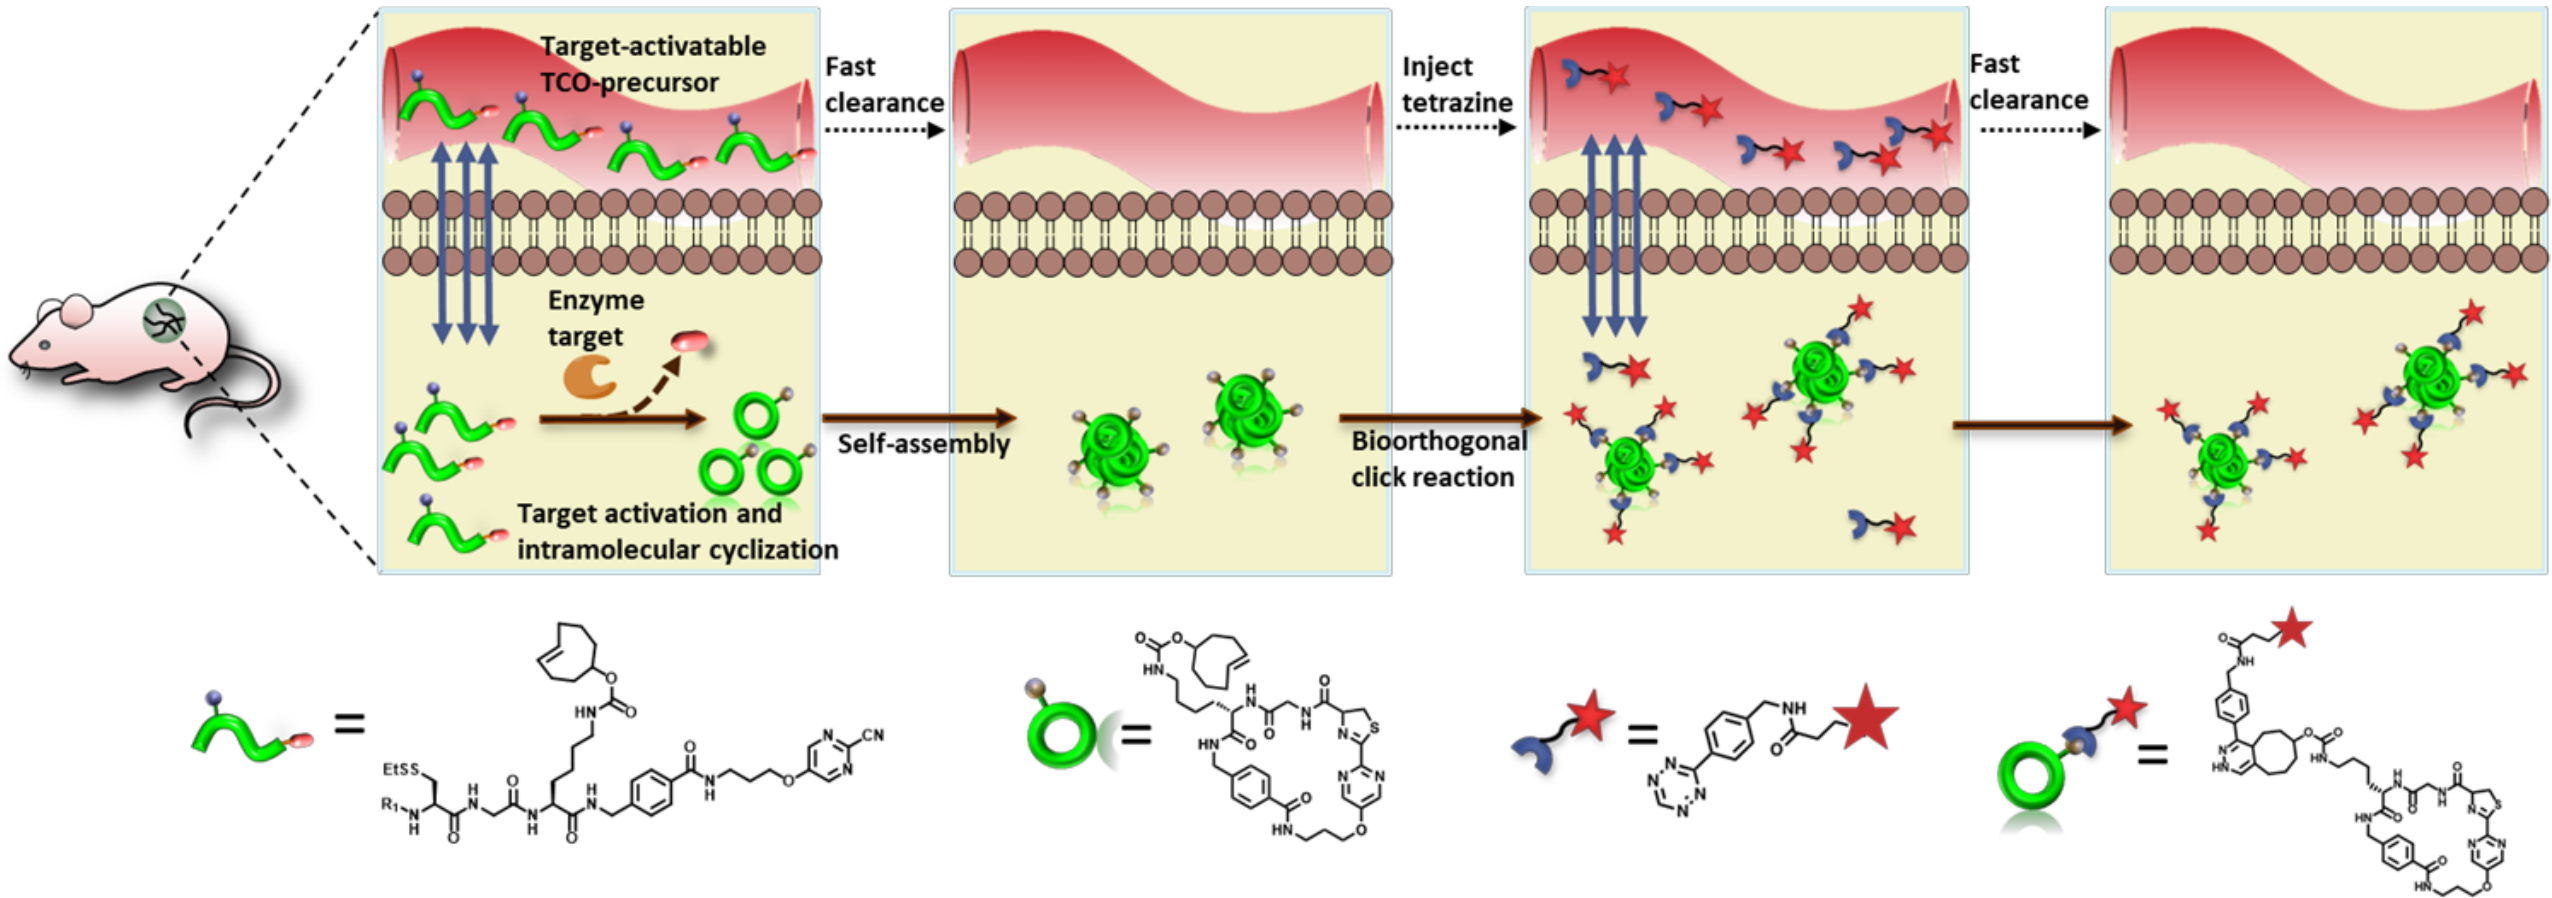 Target-activatable
TCO-precursor
Fast
clearance
Inject
tetrazine
Fast
clearance
Enzyme
target
Self-assembly
Bioorthogonal
click reaction
Target activation and
intramolecular cyclization
O
HN
O
EtSS
R1
N
H
O
H
N
O
N
H
O
H
N
O
N
H
O
N
N
CN
=
O
O
HN
H
N
O
N
H
O
S
N
HN
O
N
N
O
HN
O
=
N
N
N
N
NH
O
=
O
NH
N
HN
O
O
HN
H
N
O
N
H
O
S
N
HN
O
N
N
O
HN
O
=